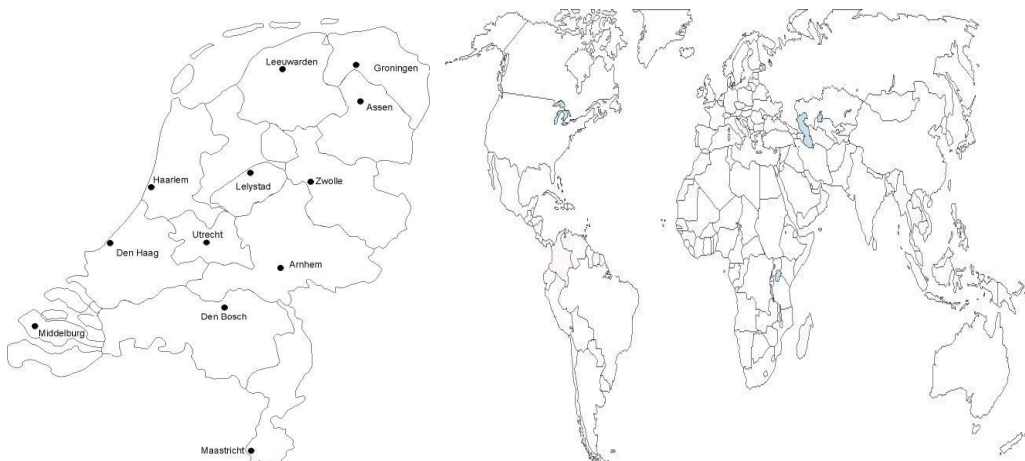 Leeuwarden
Groningen
Assen
Haarlem
Lelystad
Zwolle
Utrecht
Den Haag
Arnhem
Den Bosch
Middelburg
Maastricht